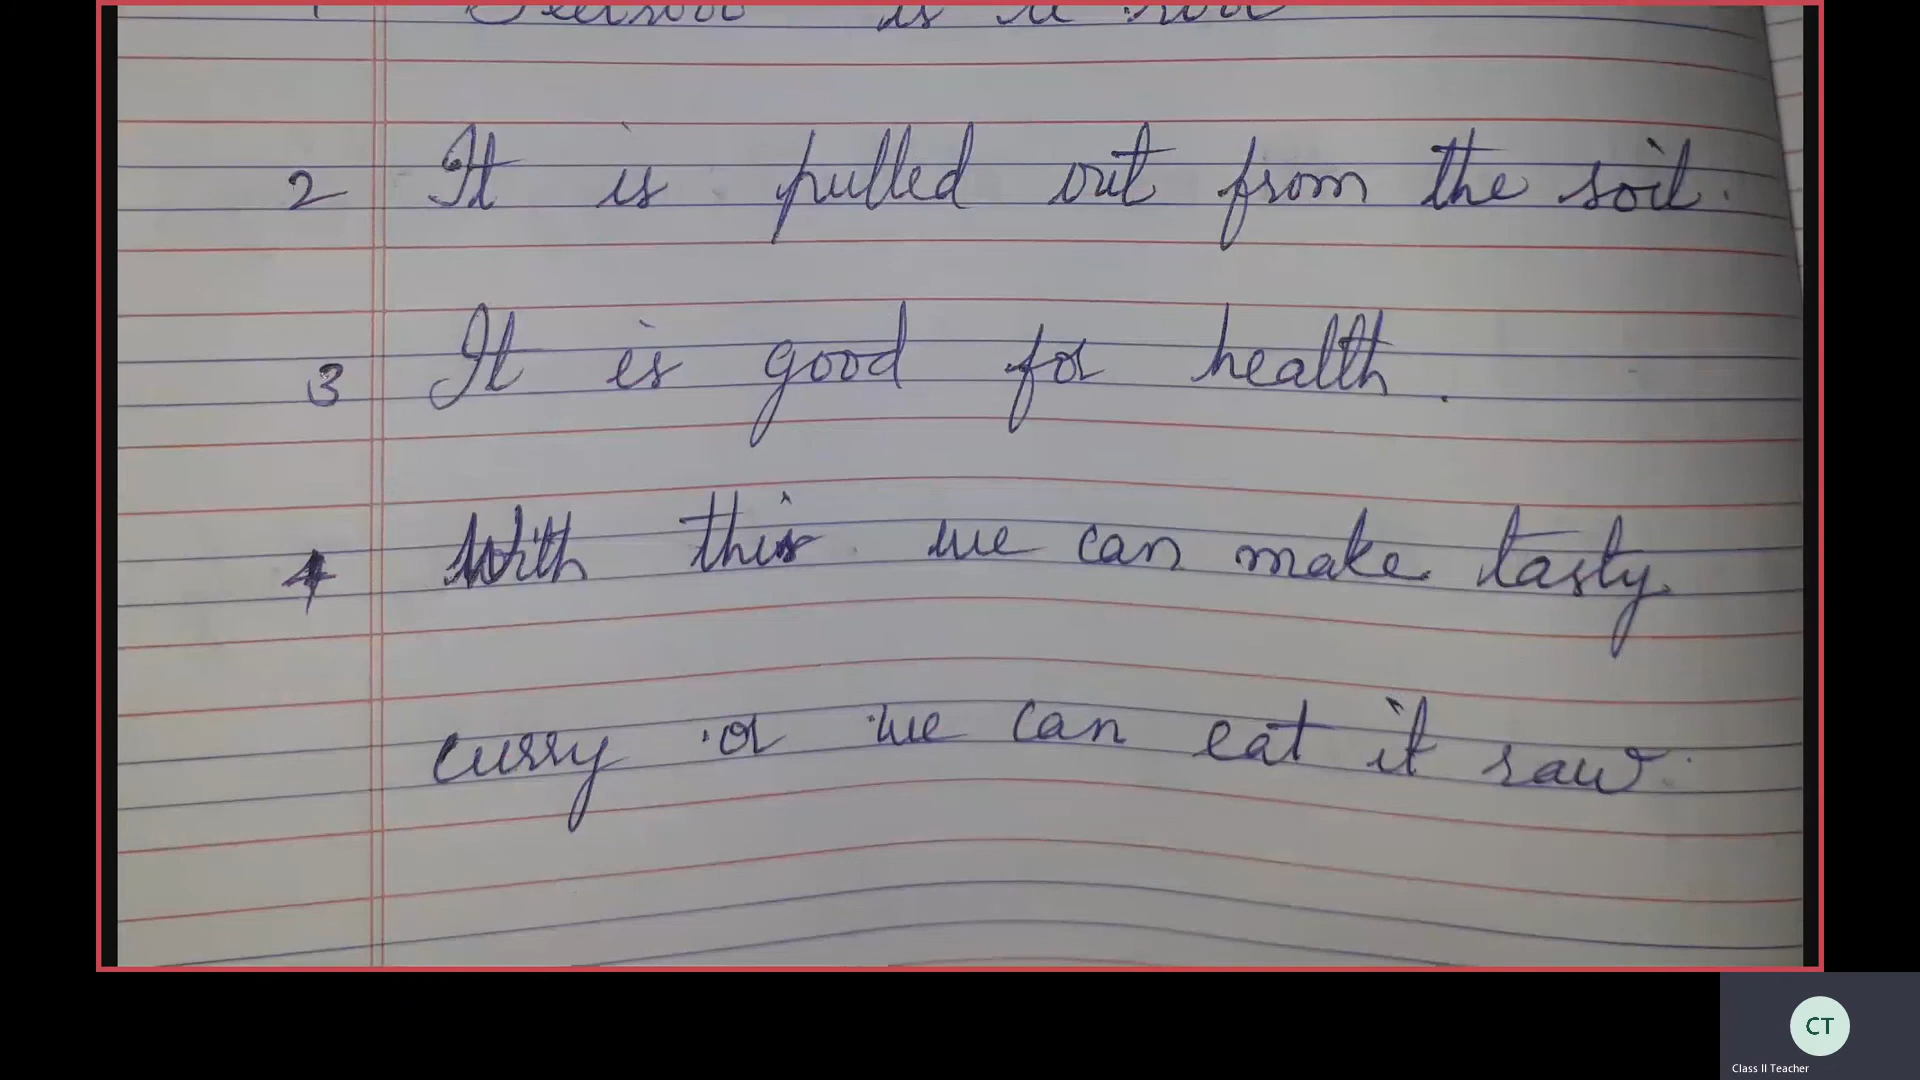 is a
2 It is pulled out from the soil.
3 It is good for health.
4 With this we can make tasty
curry or we can eat it raw.
CT
Class II Teacher